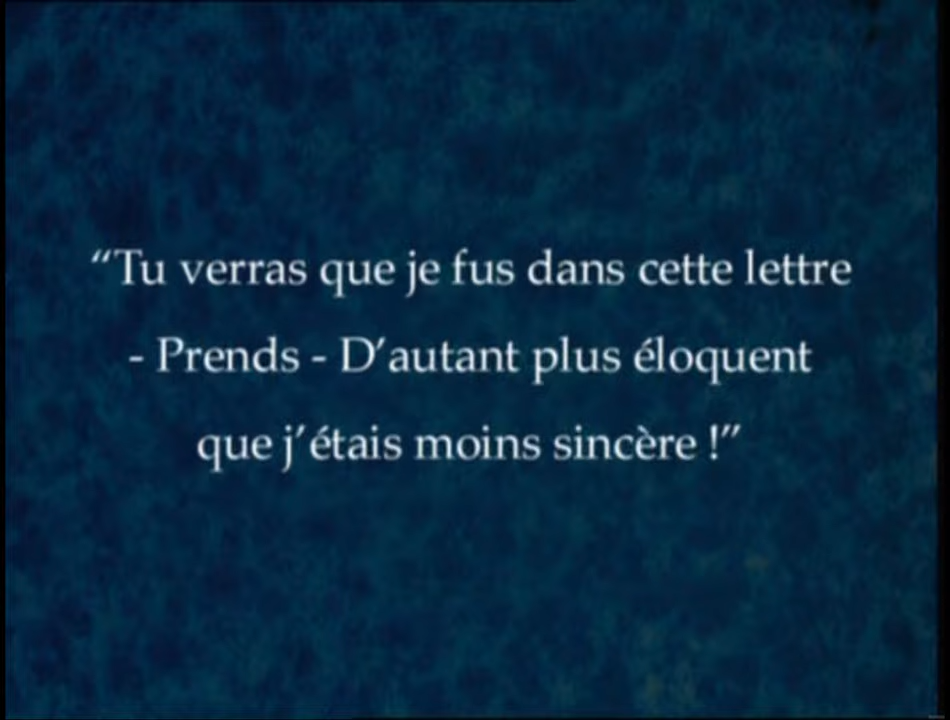 “Tu verras que je fus dans cette lettre
- Prends - D’autant plus éloquent
que j’étais moins sincère !”